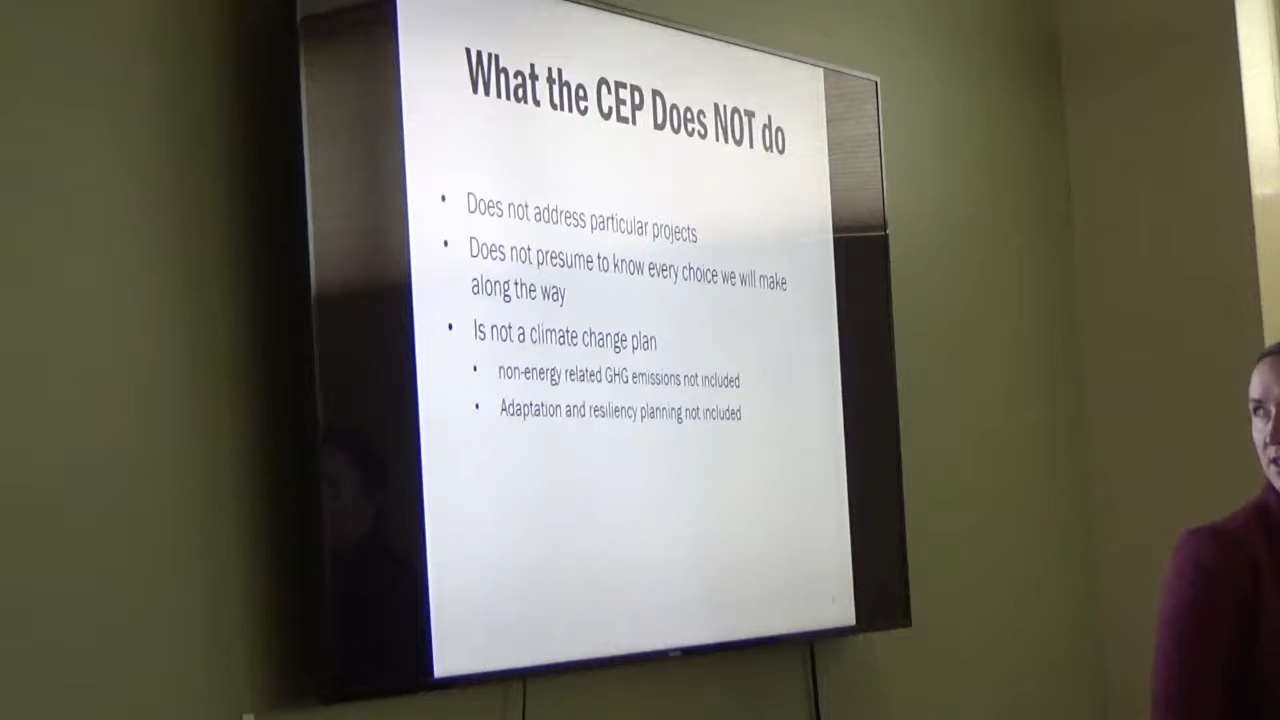 What the CEP Does NOT do
• Does not address particular projects
• Does not presume to know every choice we will make
along the way
• Is not a climate change plan
• non-energy related GHG emissions not included
• Adaptation and resiliency planning not included